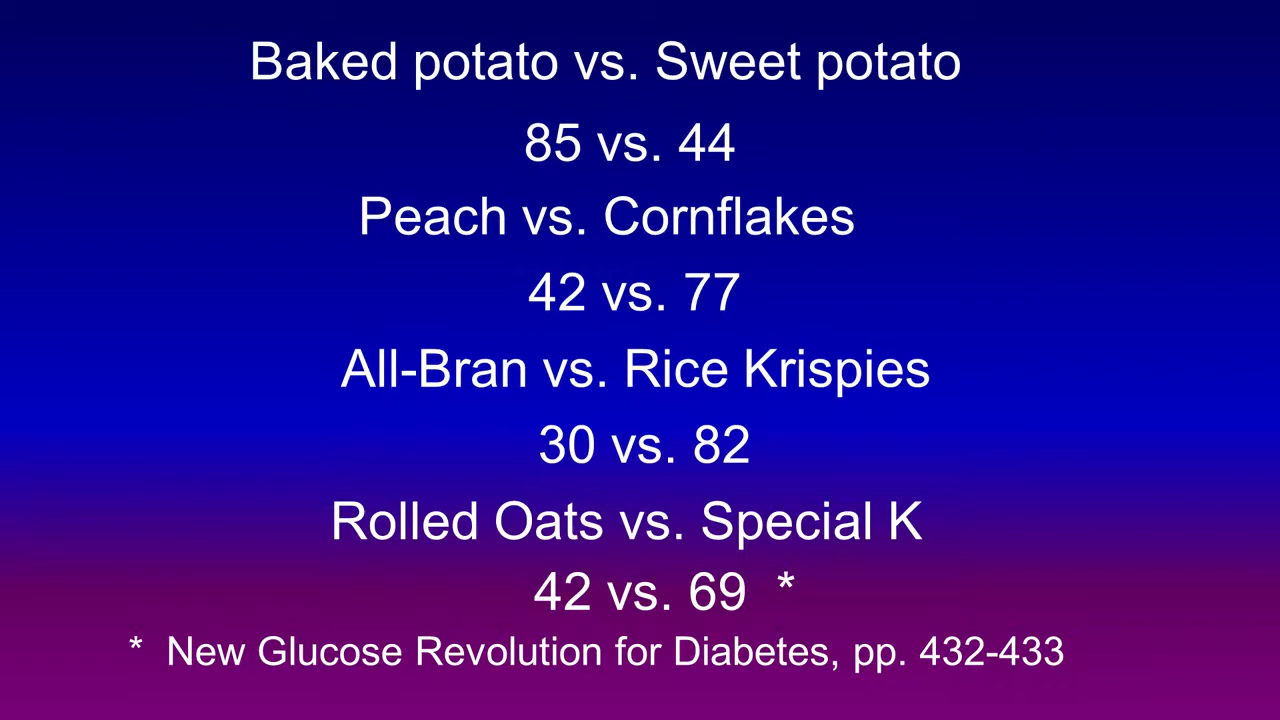 Baked potato vs. Sweet potato
85 vs. 44
Peach vs. Cornflakes
42 vs. 77
All-Bran vs. Rice Krispies
30 vs. 82
Rolled Oats vs. Special K
42 vs. 69 *
* New Glucose Revolution for Diabetes, pp. 432-433